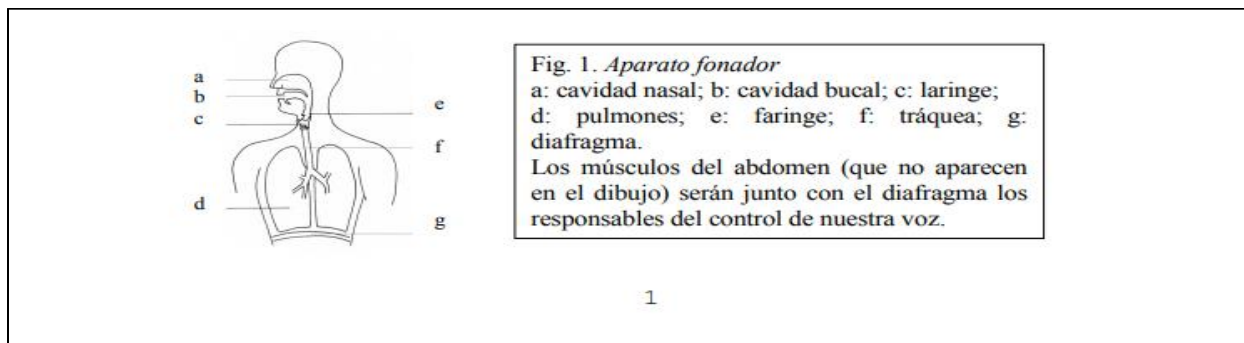 a
b
c
d
e
f
g
Fig. 1. Aparato fonador
a: cavidad nasal; b: cavidad bucal; c: laringe;
d: pulmones; e: faringe; f: tráquea; g:
diafragma.
Los músculos del abdomen (que no aparecen
en el dibujo) serán junto con el diafragma los
responsables del control de nuestra voz.
1